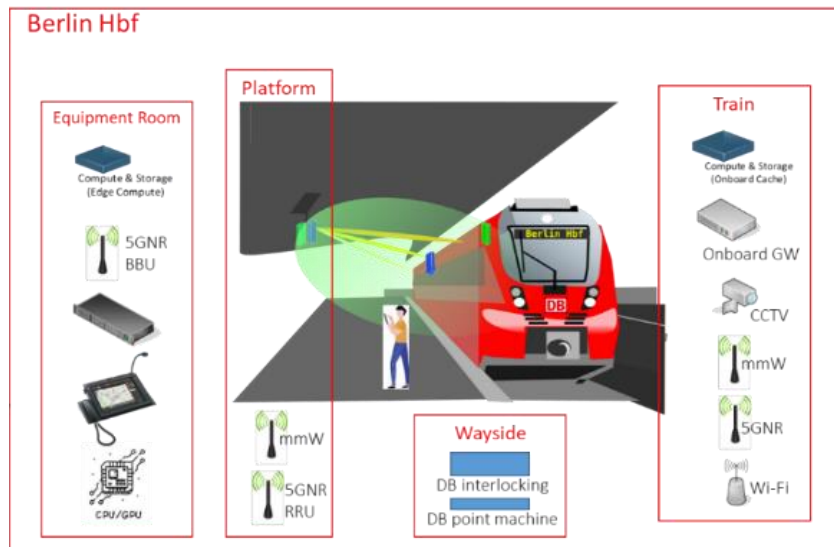 Berlin Hbf
Equipment Room
Compute & Storage
(Edge Compute)
5GNR
BBU
CPU/GPU
Platform
mmW
5GNR
RRU
Berlin Hbf
DB
Wayside
DB interlocking
DB point machine
Train
Compute & Storage
(Onboard Cache)
Onboard GW
CCTV
mmW
5GNR
Wi-Fi